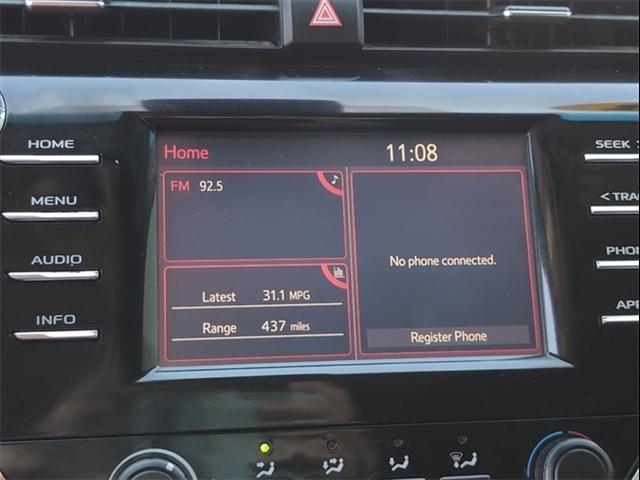 Home 11:08
FM 92.5
No phone connected.
Latest 31.1 MPG
Range 437 miles
Register Phone
HOME
MENU
AUDIO
INFO
SEEK
< TRA
PHO
AP